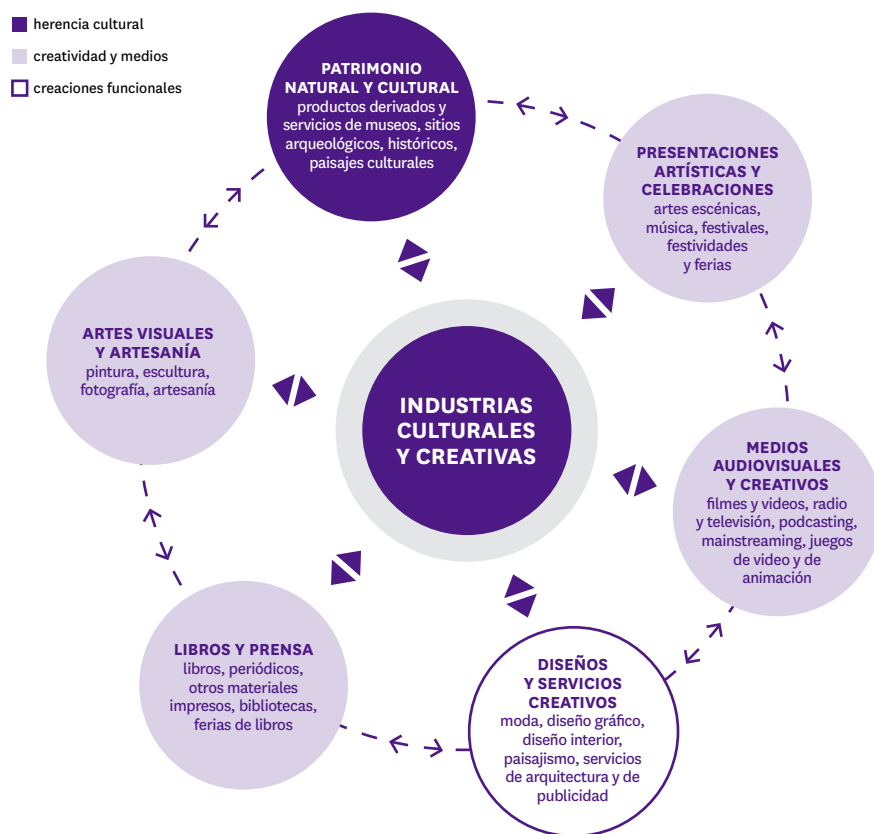 herencia cultural
creatividad y medios
creaciones funcionales
PATRIMONIO
NATURAL Y CULTURAL
productos derivados y
servicios de museos, sitios
arqueológicos, históricos,
paisajes culturales
PRESENTACIONES
ARTÍSTICAS Y
CELEBRACIONES
artes escénicas,
música, festivales,
festividades
y ferias
ARTES VISUALES
Y ARTESANÍA
pintura, escultura,
fotografía, artesanía
INDUSTRIAS
CULTURALES
Y CREATIVAS
MEDIOS
AUDIOVISUALES
Y CREATIVOS
filmes y videos, radio
y televisión, podcasting,
mainstreaming, juegos
de video y de
animación
LIBROS Y PRENSA
libros, periódicos,
otros materiales
impresos, bibliotecas,
ferias de libros
DISEÑOS
Y SERVICIOS
CREATIVOS
moda, diseño gráfico,
diseño interior,
paisajismo, servicios
de arquitectura y de
publicidad